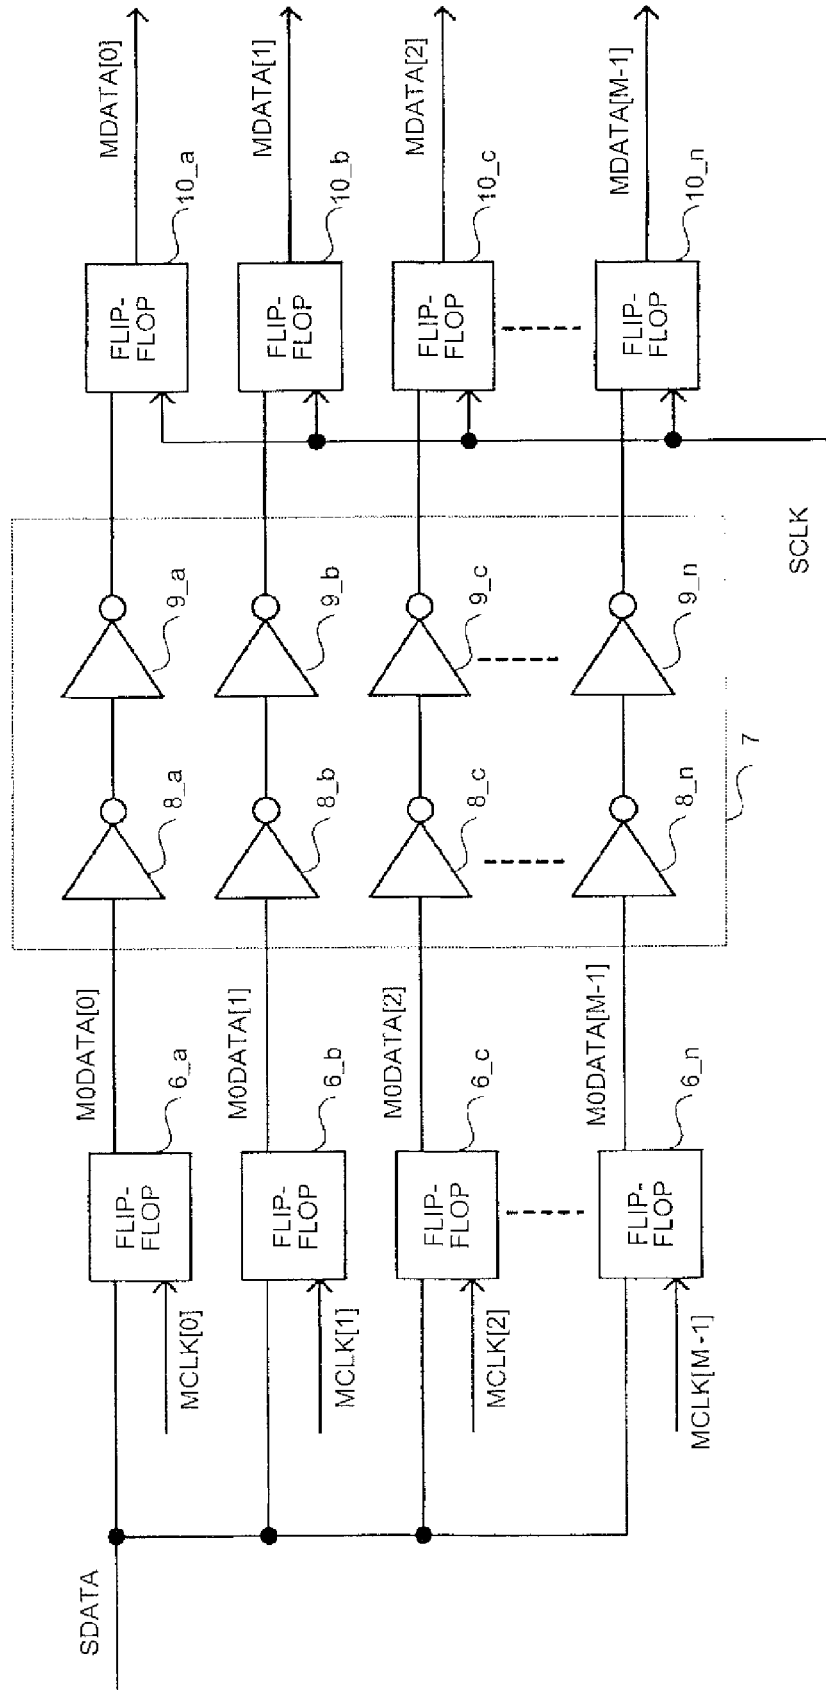 SDATA
FLIP-
FLOP
6_a
MCLK[0]
M0DATA[0]
8_a
9_a
FLIP-
FLOP
10_a
MDATA[0]
FLIP-
FLOP
6_b
MCLK[1]
M0DATA[1]
8_b
9_b
FLIP-
FLOP
10_b
MDATA[1]
FLIP-
FLOP
6_c
MCLK[2]
M0DATA[2]
8_c
9_c
FLIP-
FLOP
10_c
MDATA[2]
FLIP-
FLOP
6_n
MCLK[M-1]
M0DATA[M-1]
8_n
9_n
FLIP-
FLOP
10_n
MDATA[M-1]
7
SCLK